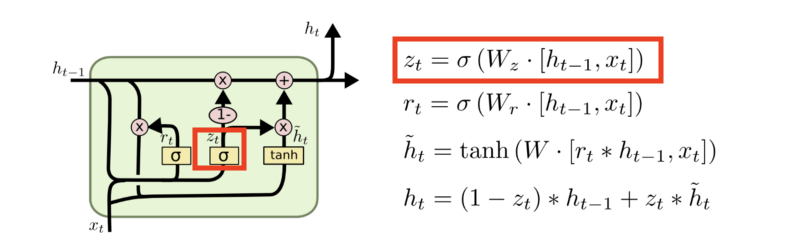 h_t
h_{t-1}
x
+
1-
x
r_t
z_t
x
h̃_t
σ
σ
tanh
x_t
z_t = σ (W_z · [h_{t-1}, x_t])
r_t = σ (W_r · [h_{t-1}, x_t])
h̃_t = tanh (W · [r_t * h_{t-1}, x_t])
h_t = (1 − z_t) * h_{t-1} + z_t * h̃_t